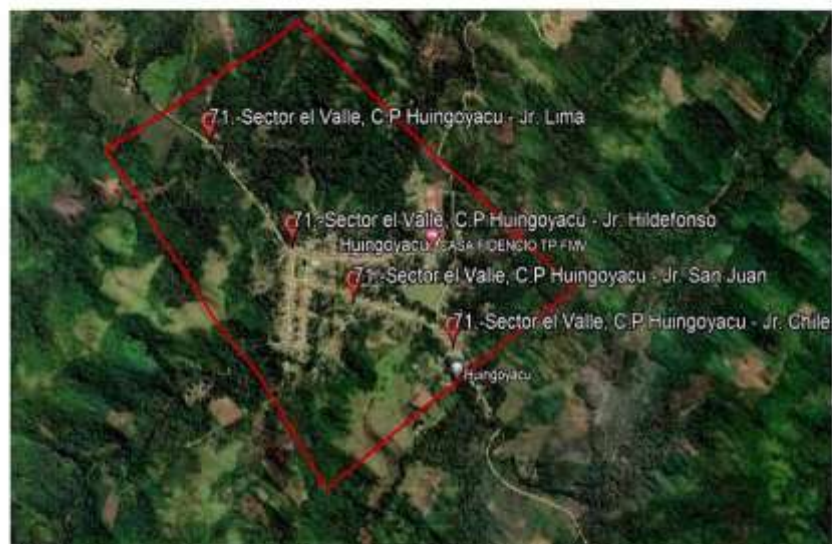 71.-Sector el Valle, C.P Huingoyacu - Jr. Lima
71.-Sector el Valle, C.P Huingoyacu - Jr. Hildefonso
Huingoyacu
CASA FIDENCIO TP FMV
71.-Sector el Valle, C.P Huingoyacu - Jr. San Juan
71.-Sector el Valle, C.P Huingoyacu - Jr. Chile
Huingoyacu